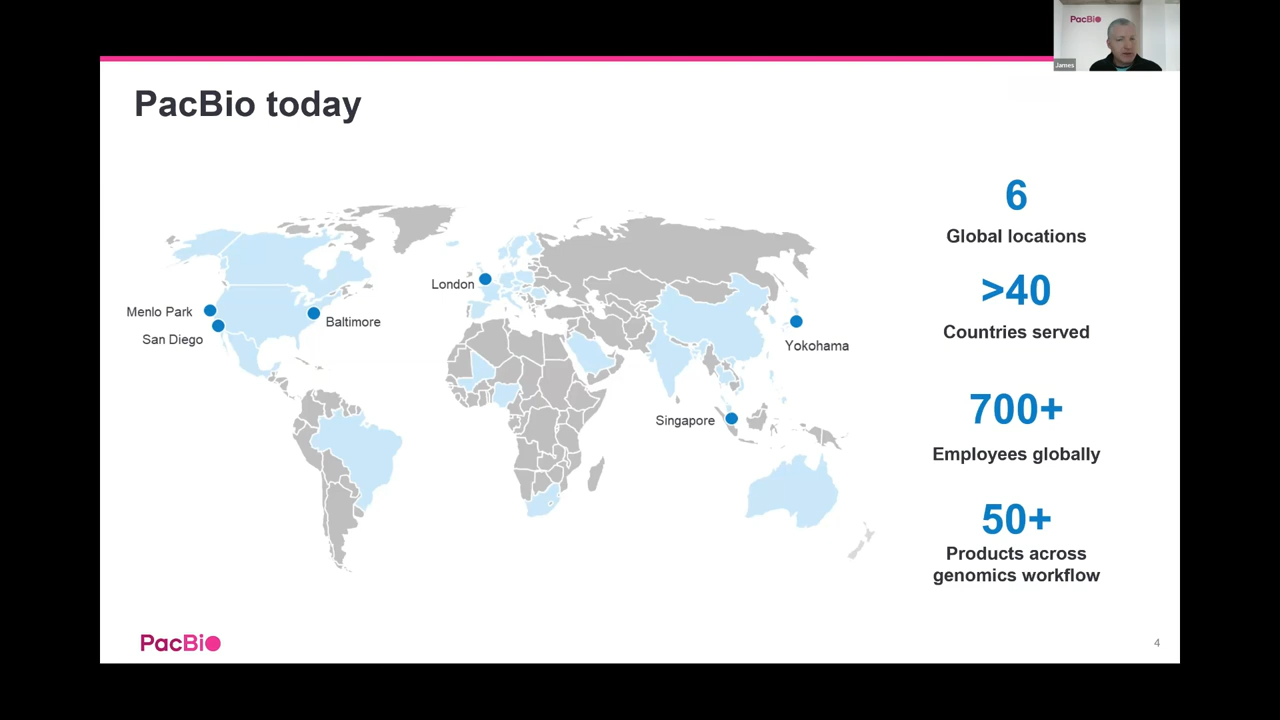 PacBio
James
PacBio today
6
Global locations
>40
Countries served
700+
Employees globally
50+
Products across
genomics workflow
Menlo Park
San Diego
Baltimore
London
Yokohama
Singapore
PacBio
4